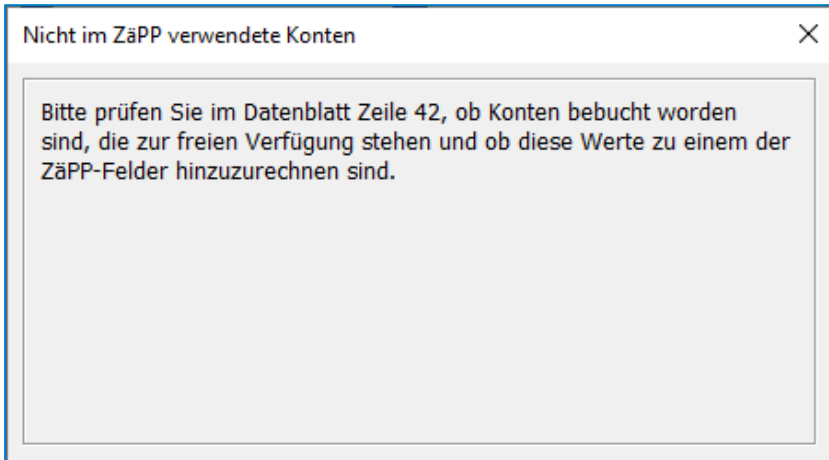 Nicht im ZäPP verwendete Konten
Bitte prüfen Sie im Datenblatt Zeile 42, ob Konten bebucht worden
sind, die zur freien Verfügung stehen und ob diese Werte zu einem der
ZäPP-Felder hinzuzurechnen sind.